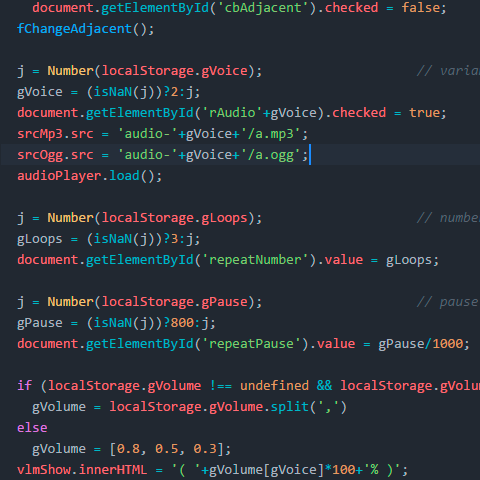 document.getElementById('cbAdjacent').checked = false;
fChangeAdjacent();
j = Number(localStorage.gVoice); // varia
gVoice = (isNaN(j))?2:j;
document.getElementById('rAudio'+gVoice).checked = true;
srcMp3.src = 'audio-'+gVoice+'/a.mp3';
srcOgg.src = 'audio-'+gVoice+'/a.ogg';
audioPlayer.load();
j = Number(localStorage.gLoops); // numbe
gLoops = (isNaN(j))?3:j;
document.getElementById('repeatNumber').value = gLoops;
j = Number(localStorage.gPause); // pause
gPause = (isNaN(j))?800:j;
document.getElementById('repeatPause').value = gPause/1000;
if (localStorage.gVolume !== undefined && localStorage.gVolu
gVolume = localStorage.gVolume.split(',')
else
gVolume = [0.8, 0.5, 0.3];
vlmShow.innerHTML = '( '+gVolume[gVoice]*100+'% )';